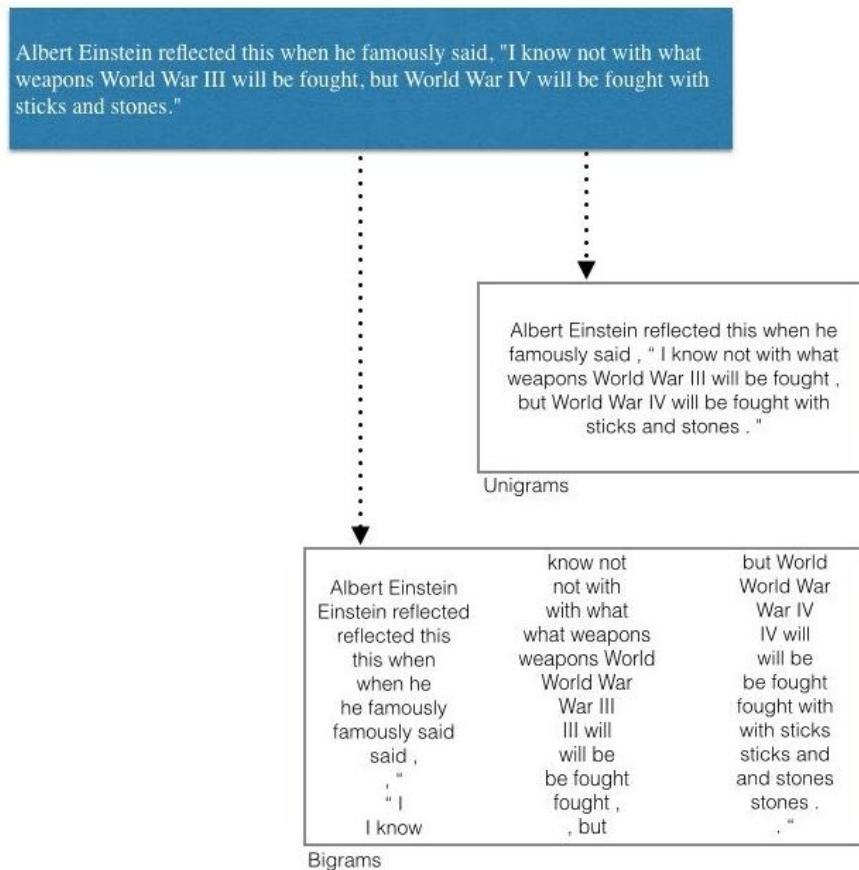 Albert Einstein reflected this when he famously said, "I know not with what
weapons World War III will be fought, but World War IV will be fought with
sticks and stones."
Albert Einstein reflected this when he
famously said , “ I know not with what
weapons World War III will be fought ,
but World War IV will be fought with
sticks and stones . "
Unigrams
Albert Einstein
Einstein reflected
reflected this
this when
when he
he famously
famously said
said ,
, “
“ I
I know
know not
not with
with what
what weapons
weapons World
World War
War III
III will
will be
be fought
fought ,
, but
but World
World War
War IV
IV will
will be
be fought
fought with
with sticks
sticks and
and stones
stones .
. “
Bigrams